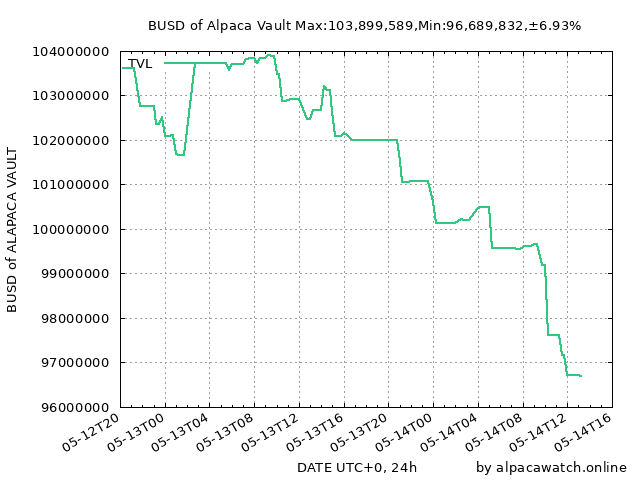 BUSD of Alpaca Vault Max:103,899,589,Min:96,689,832,±6.93%
TVL
104000000
103000000
102000000
101000000
100000000
99000000
98000000
97000000
96000000
BUSD of ALAPACA VAULT
05-12T20
05-13T00
05-13T04
05-13T08
05-13T12
05-13T16
05-13T20
05-14T00
05-14T04
05-14T08
05-14T12
05-14T16
DATE UTC+0, 24h
by alpacawatch.online